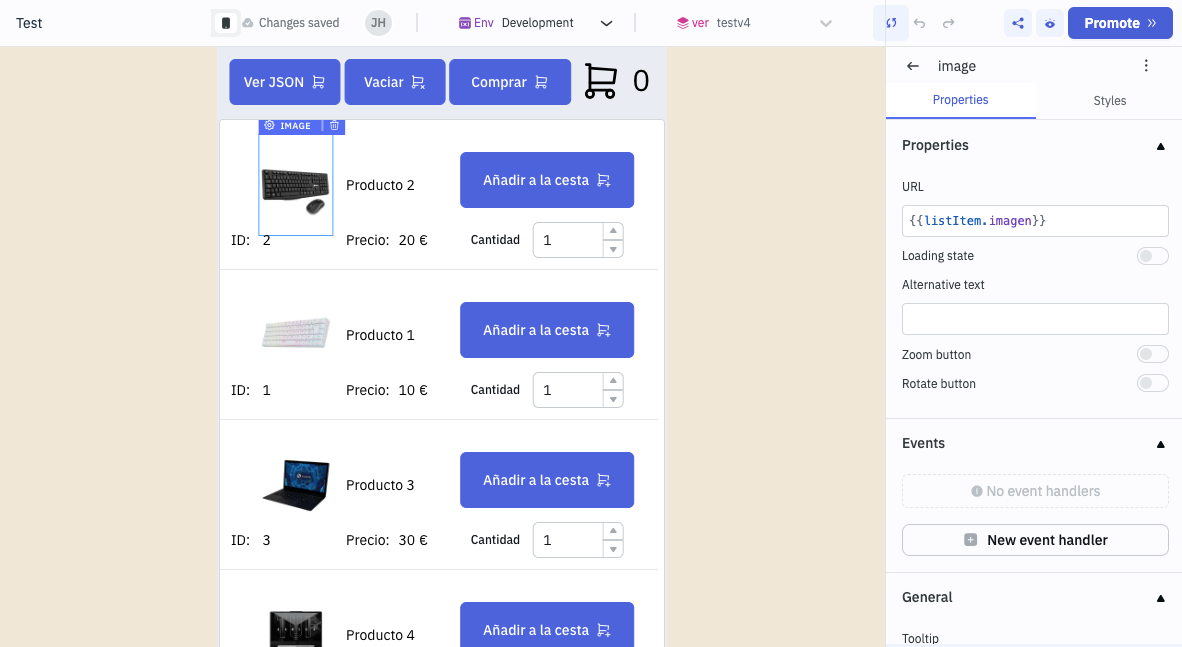 Test
Changes saved
JH
Env Development
ver testv4
Promote
Ver JSON
Vaciar
Comprar
0
IMAGE
Producto 2
Añadir a la cesta
ID: 2
Precio: 20 €
Cantidad
1
Producto 1
Añadir a la cesta
ID: 1
Precio: 10 €
Cantidad
1
Producto 3
Añadir a la cesta
ID: 3
Precio: 30 €
Cantidad
1
Producto 4
Añadir a la cesta
image
Properties
Styles
Properties
URL
{{listItem.imagen}}
Loading state
Alternative text
Zoom button
Rotate button
Events
No event handlers
New event handler
General
Tooltip